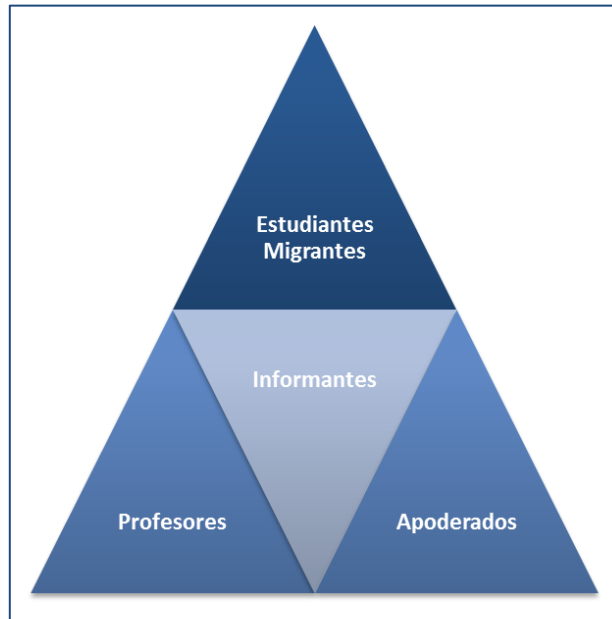 Estudiantes
Migrantes
Informantes
Profesores
Apoderados